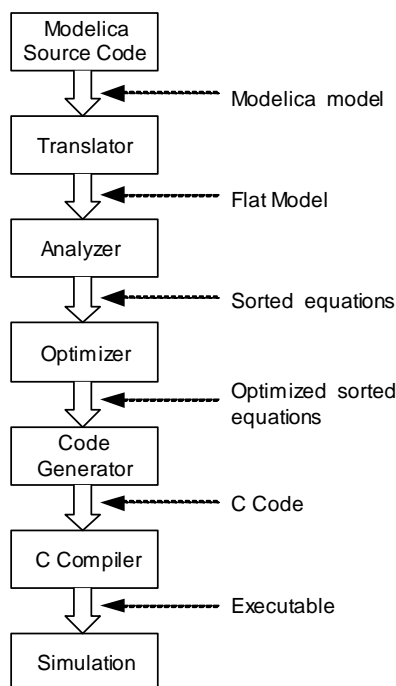 Modelica
Source Code
Modelica model
Translator
Flat Model
Analyzer
Sorted equations
Optimizer
Optimized sorted
equations
Code
Generator
C Code
C Compiler
Executable
Simulation